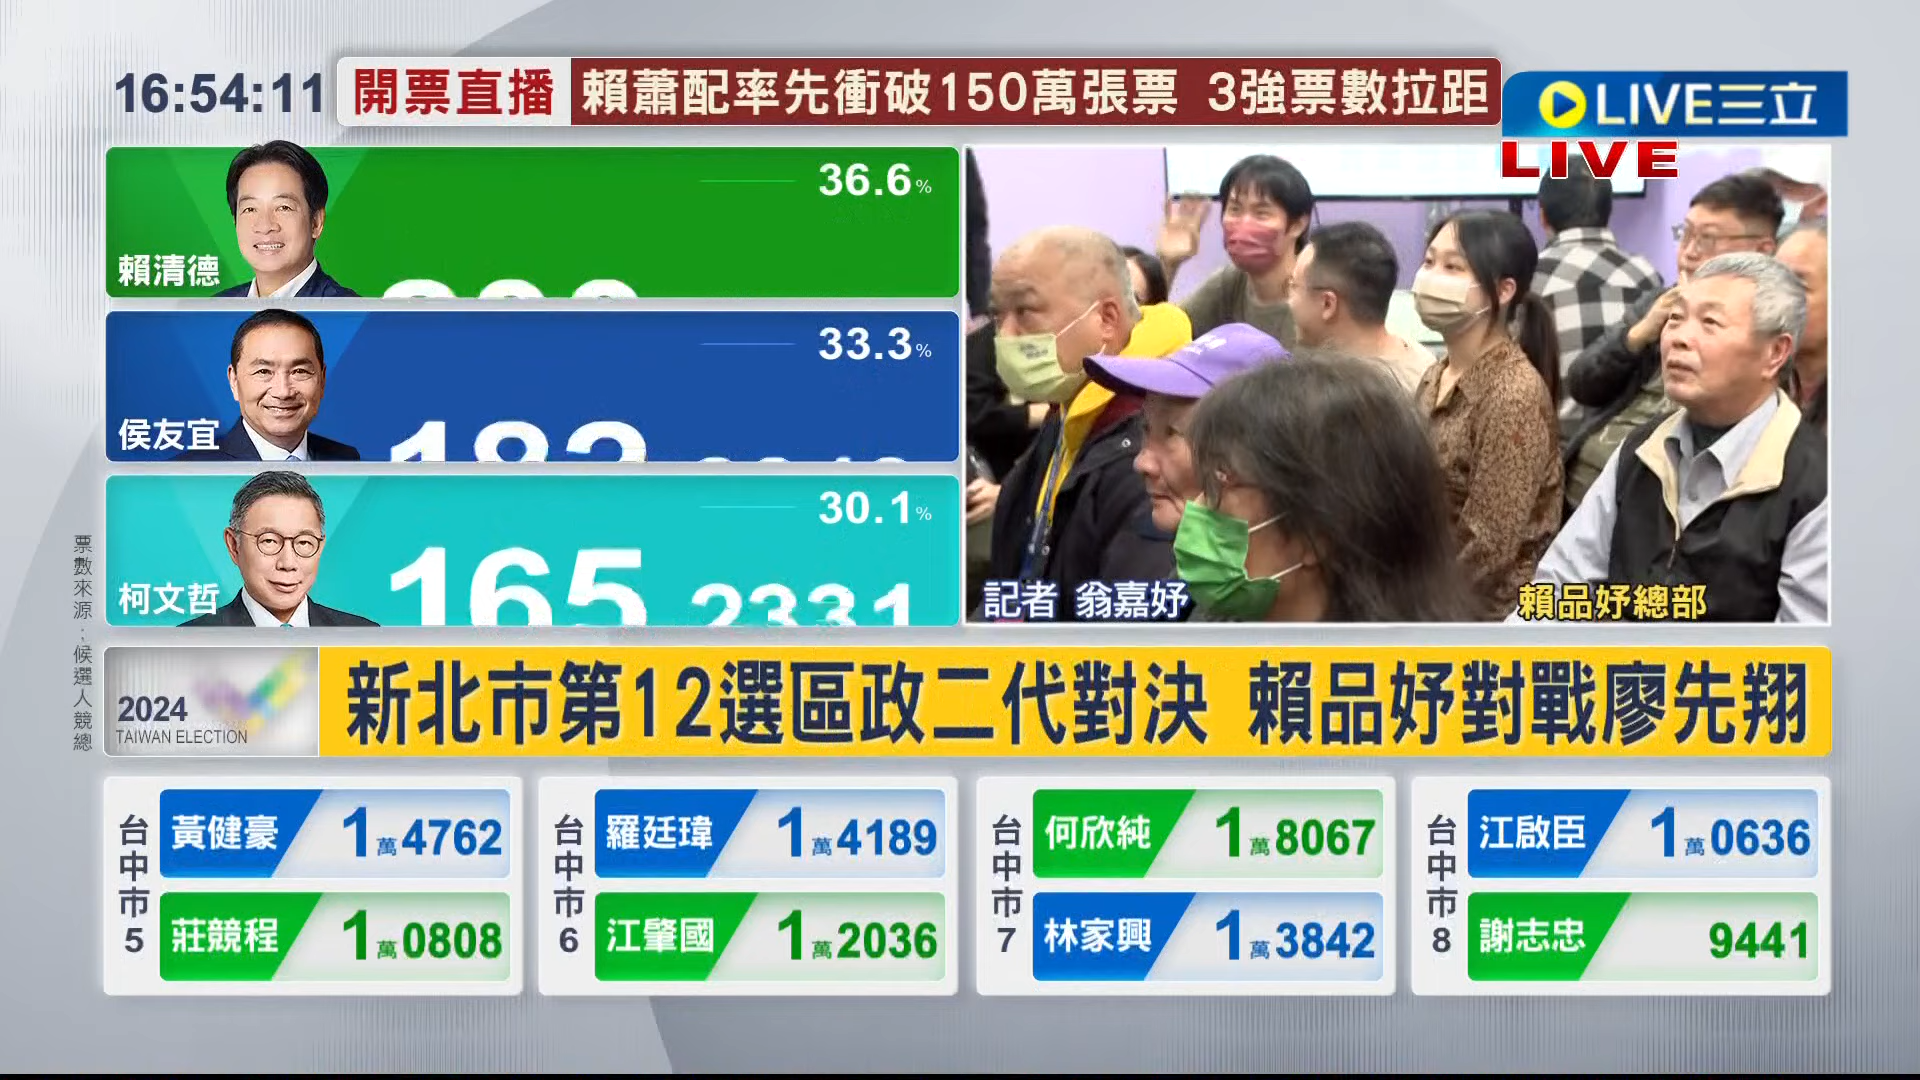 16:54:11
開票直播
賴蕭配率先衝破150萬張票 3強票數拉距
LIVE三立
LIVE
36.6%
賴清德
33.3%
侯友宜
30.1%
柯文哲
165 2331
票數來源:候選人競總
記者 翁嘉妤
賴品妤總部
2024
TAIWAN ELECTION
新北市第12選區政二代對決 賴品妤對戰廖先翔
台中市5
黃健豪 1萬4762
莊競程 1萬0808
台中市6
羅廷瑋 1萬4189
江肇國 1萬2036
台中市7
何欣純 1萬8067
林家興 1萬3842
台中市8
江啟臣 1萬0636
謝志忠 9441